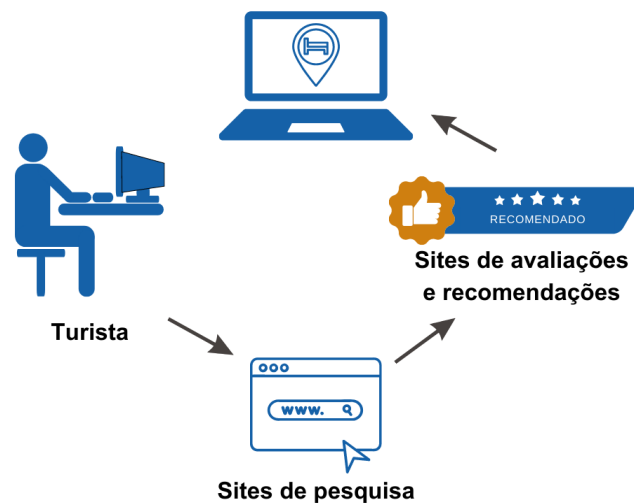 RECOMENDADO
Sites de avaliações
e recomendações
Turista
www.
Sites de pesquisa